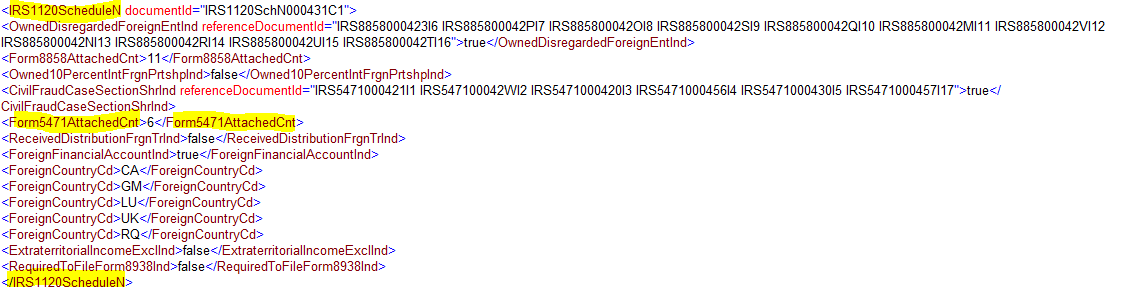 <IRS1120ScheduleN documentId="IRS1120SchN000431C1">
<OwnedDisregardedForeignEntInd referenceDocumentId="IRS8858000423I6 IRS885800042PI7 IRS885800042OI8 IRS885800042SI9 IRS885800042QI10 IRS885800042MI11 IRS885800042VI12
IRS885800042NI13 IRS885800042RI14 IRS885800042UI15 IRS885800042TI16">true</OwnedDisregardedForeignEntInd>
<Form8858AttachedCnt>11</Form8858AttachedCnt>
<Owned10PercentIntFrgnPrtshpInd>false</Owned10PercentIntFrgnPrtshpInd>
<CivilFraudCaseSectionShrInd referenceDocumentId="IRS5471000421I1 IRS547100042WI2 IRS5471000420I3 IRS5471000456I4 IRS5471000430I5 IRS5471000457I17">true</
CivilFraudCaseSectionShrInd>
<Form5471AttachedCnt>6</Form5471AttachedCnt>
<ReceivedDistributionFrgnTrInd>false</ReceivedDistributionFrgnTrInd>
<ForeignFinancialAccountInd>true</ForeignFinancialAccountInd>
<ForeignCountryCd>CA</ForeignCountryCd>
<ForeignCountryCd>GM</ForeignCountryCd>
<ForeignCountryCd>LU</ForeignCountryCd>
<ForeignCountryCd>UK</ForeignCountryCd>
<ForeignCountryCd>RQ</ForeignCountryCd>
<ExtraterritorialIncomeExclInd>false</ExtraterritorialIncomeExclInd>
<RequiredToFileForm8938Ind>false</RequiredToFileForm8938Ind>
</IRS1120ScheduleN>